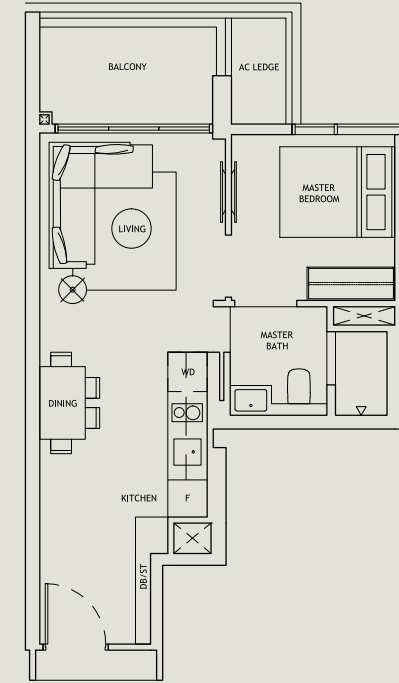 BALCONY
AC LEDGE
MASTER
BEDROOM
LIVING
MASTER
BATH
WD
DINING
KITCHEN
F
DB/ST